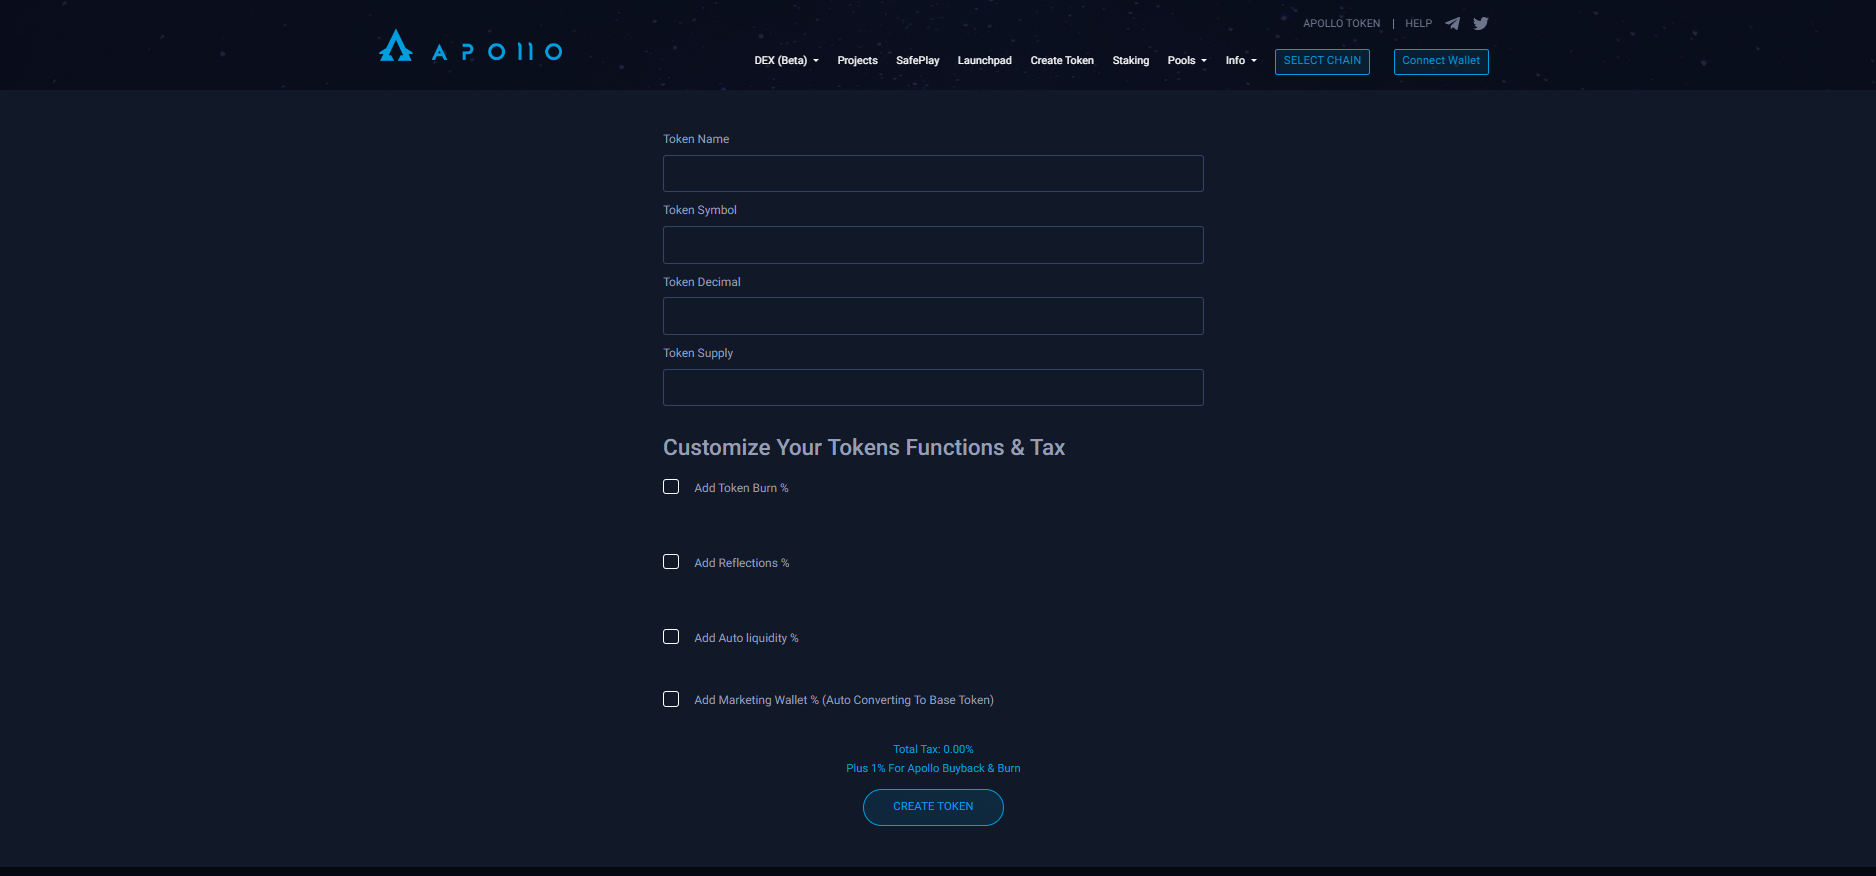 APOLLO TOKEN | HELP
APOLLO
DEX (Beta) Projects SafePlay Launchpad Create Token Staking Pools Info SELECT CHAIN Connect Wallet
Token Name
Token Symbol
Token Decimal
Token Supply
Customize Your Tokens Functions & Tax
Add Token Burn %
Add Reflections %
Add Auto liquidity %
Add Marketing Wallet % (Auto Converting To Base Token)
Total Tax: 0.00%
Plus 1% For Apollo Buyback & Burn
CREATE TOKEN